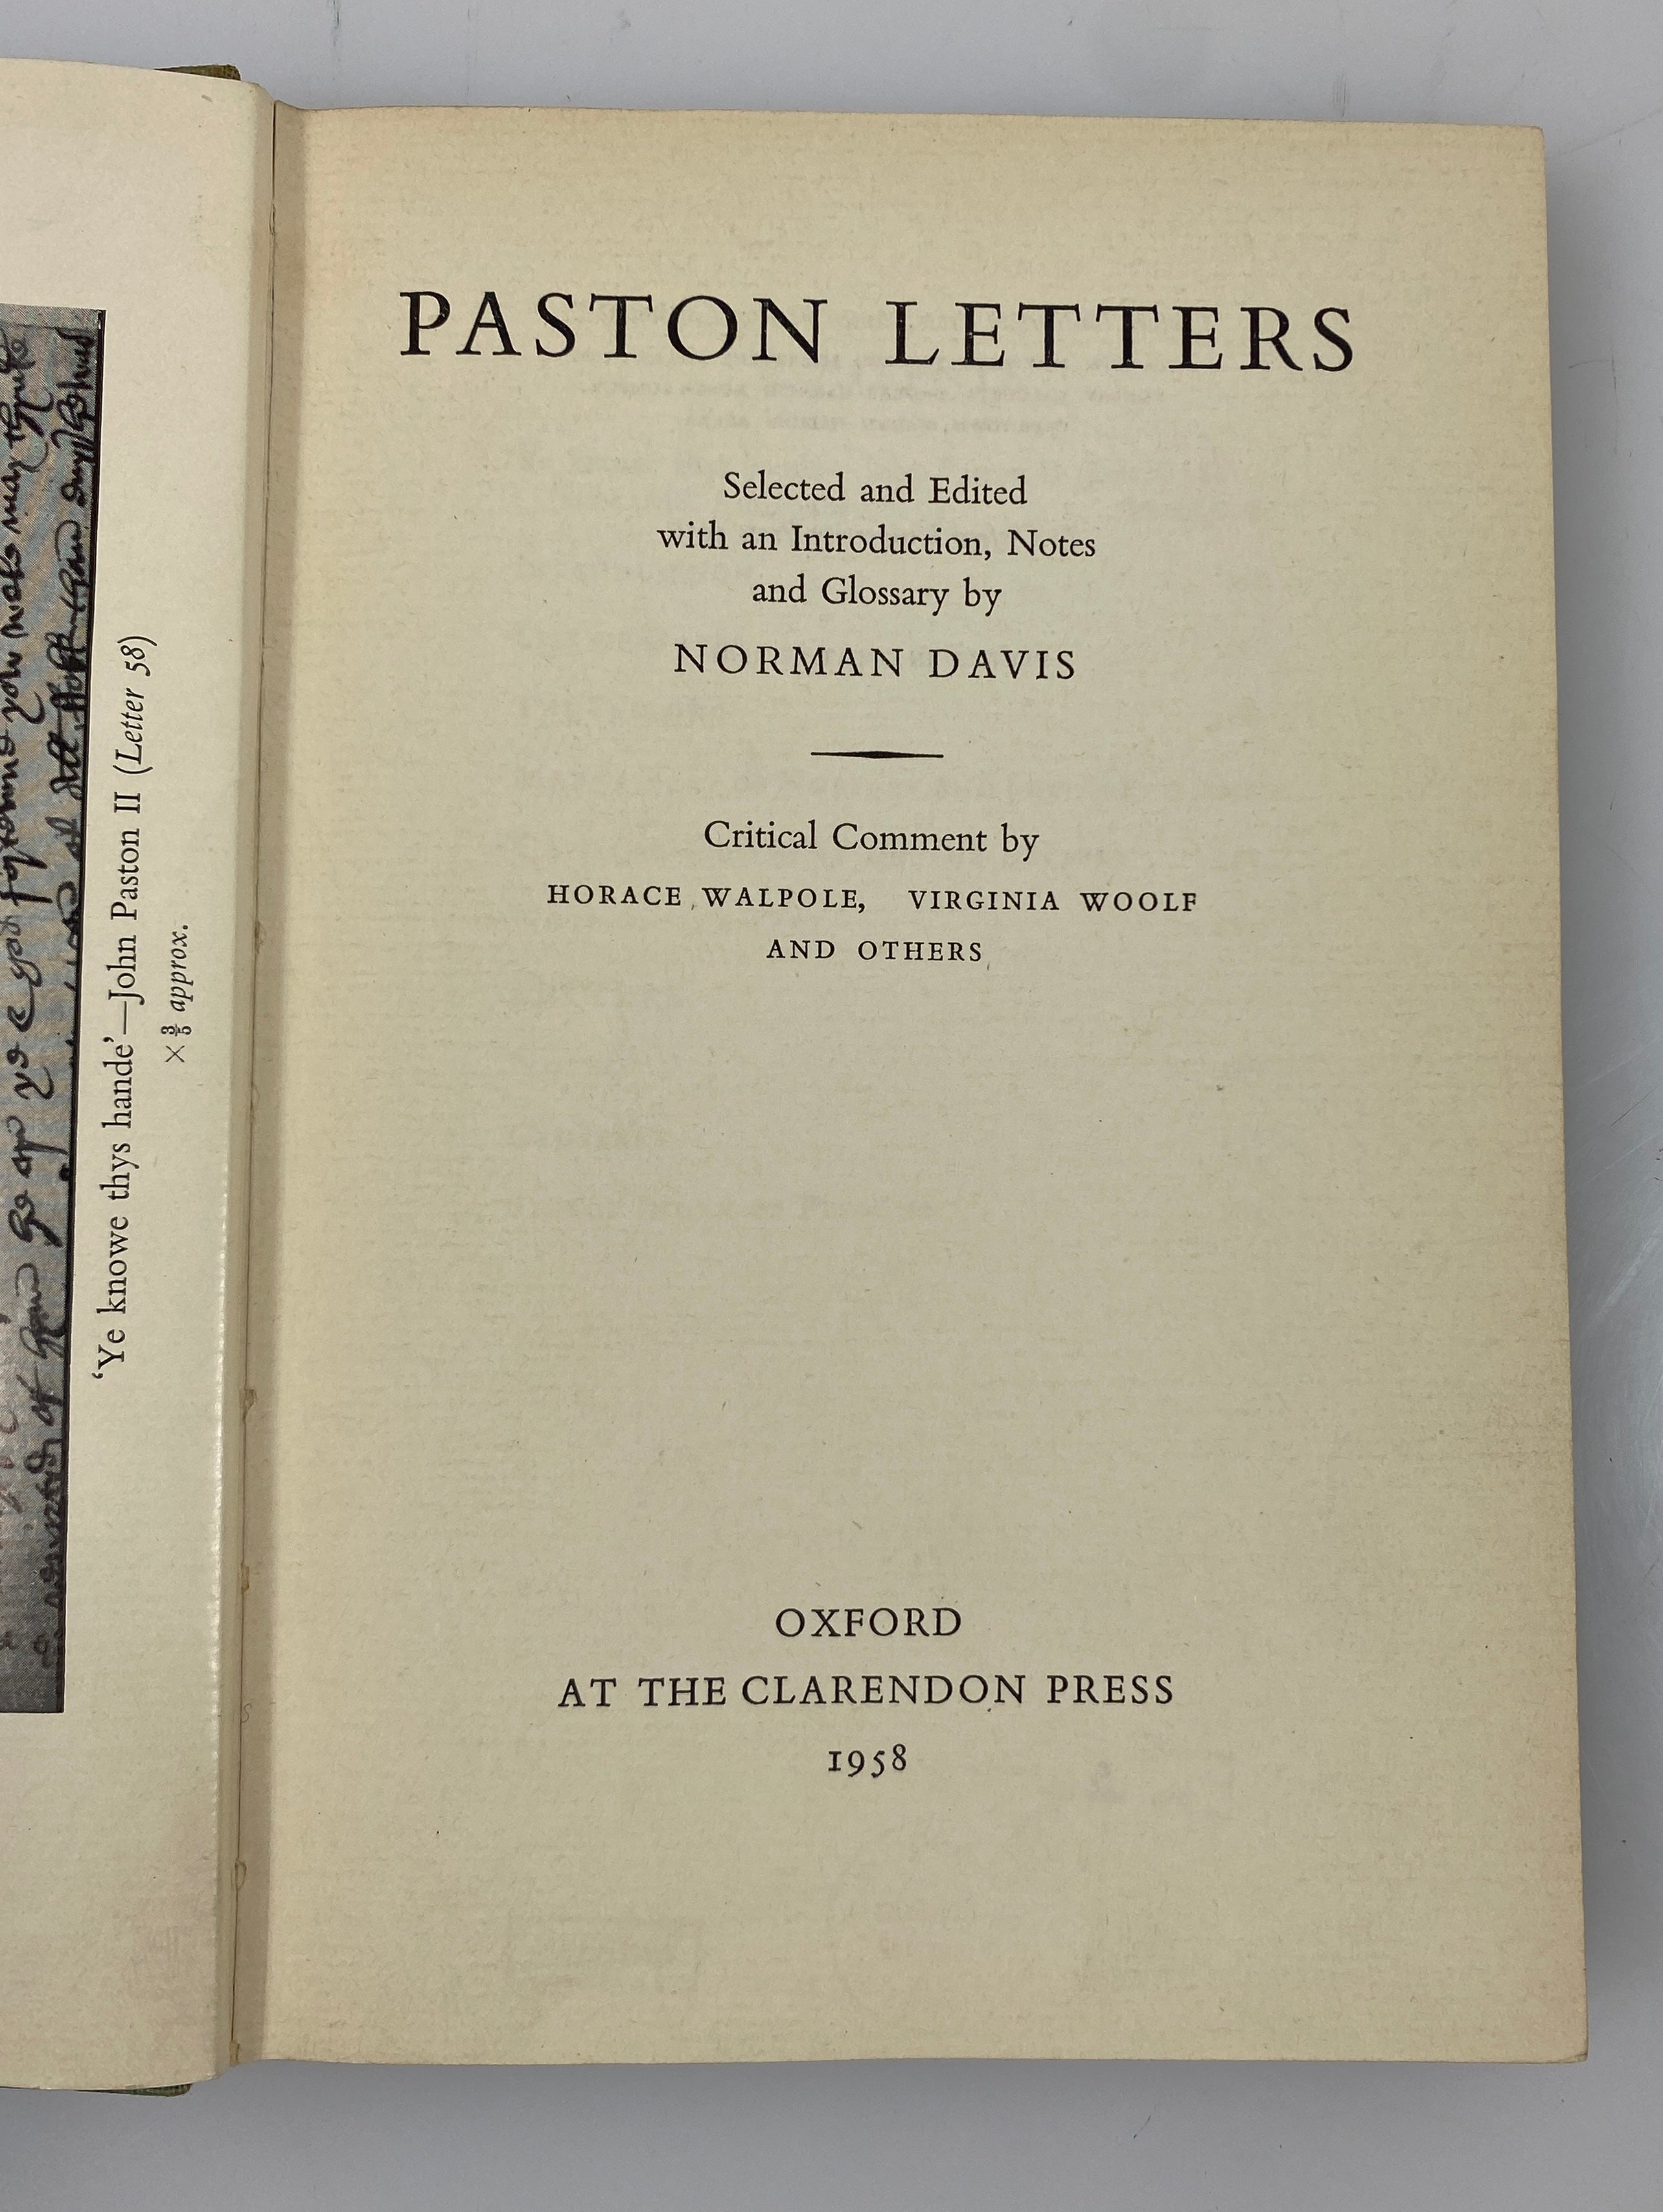 'Ye knowe thys hande'—John Paston II (Letter 58)
× 3/5 approx.
PASTON LETTERS
Selected and Edited
with an Introduction, Notes
and Glossary by
NORMAN DAVIS
Critical Comment by
HORACE WALPOLE, VIRGINIA WOOLF
AND OTHERS
OXFORD
AT THE CLARENDON PRESS
1958